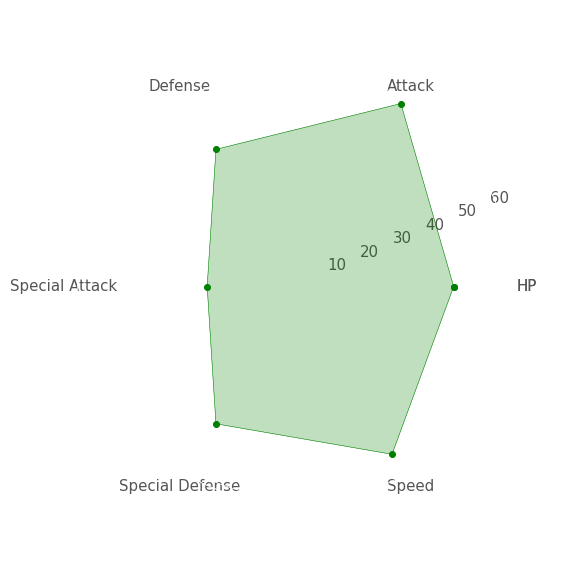 Defense
Attack
60
50
40
30
20
10
Special Attack
HP
Special Defense
Speed